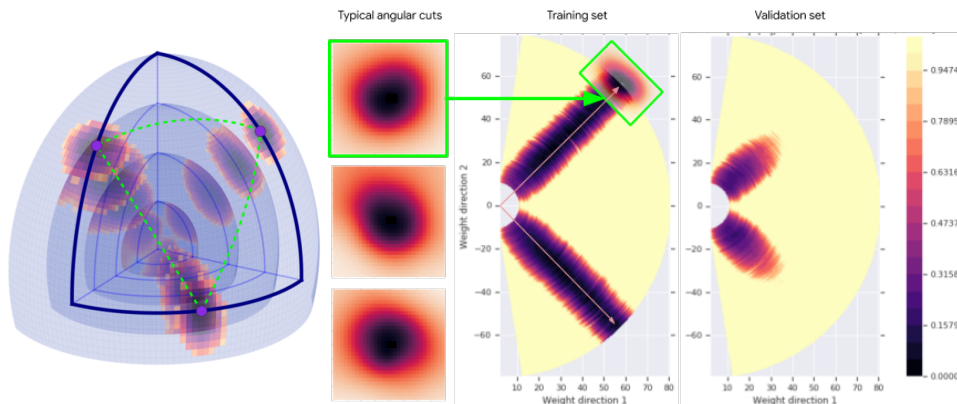 Typical angular cuts
Training set
Validation set
Weight direction 2
60
40
20
0
−20
−40
−60
10 20 30 40 50 60 70 80
Weight direction 1
60
40
20
0
−20
−40
−60
10 20 30 40 50 60 70 80
Weight direction 1
0.9474
0.7895
0.6316
0.4737
0.3158
0.1579
0.0000